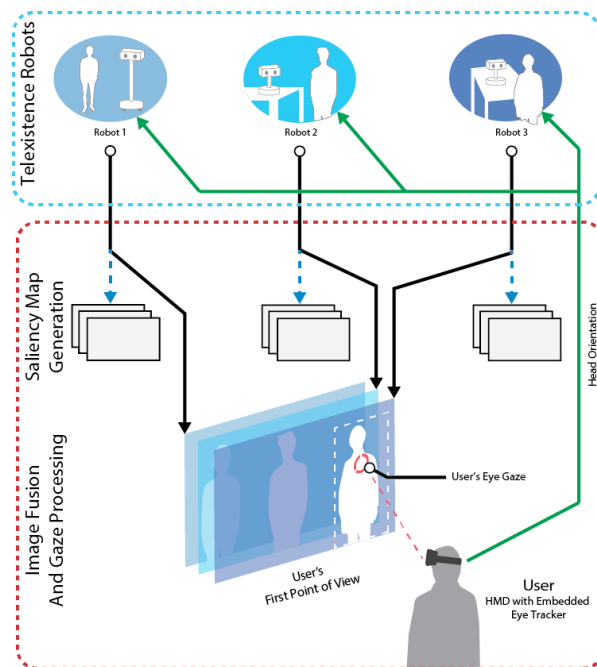 Telexistence Robots
Robot 1
Robot 2
Robot 3
Saliency Map
Generation
Head Orientation
Image Fusion
And Gaze Processing
User's Eye Gaze
User's
First Point of View
User
HMD with Embedded
Eye Tracker